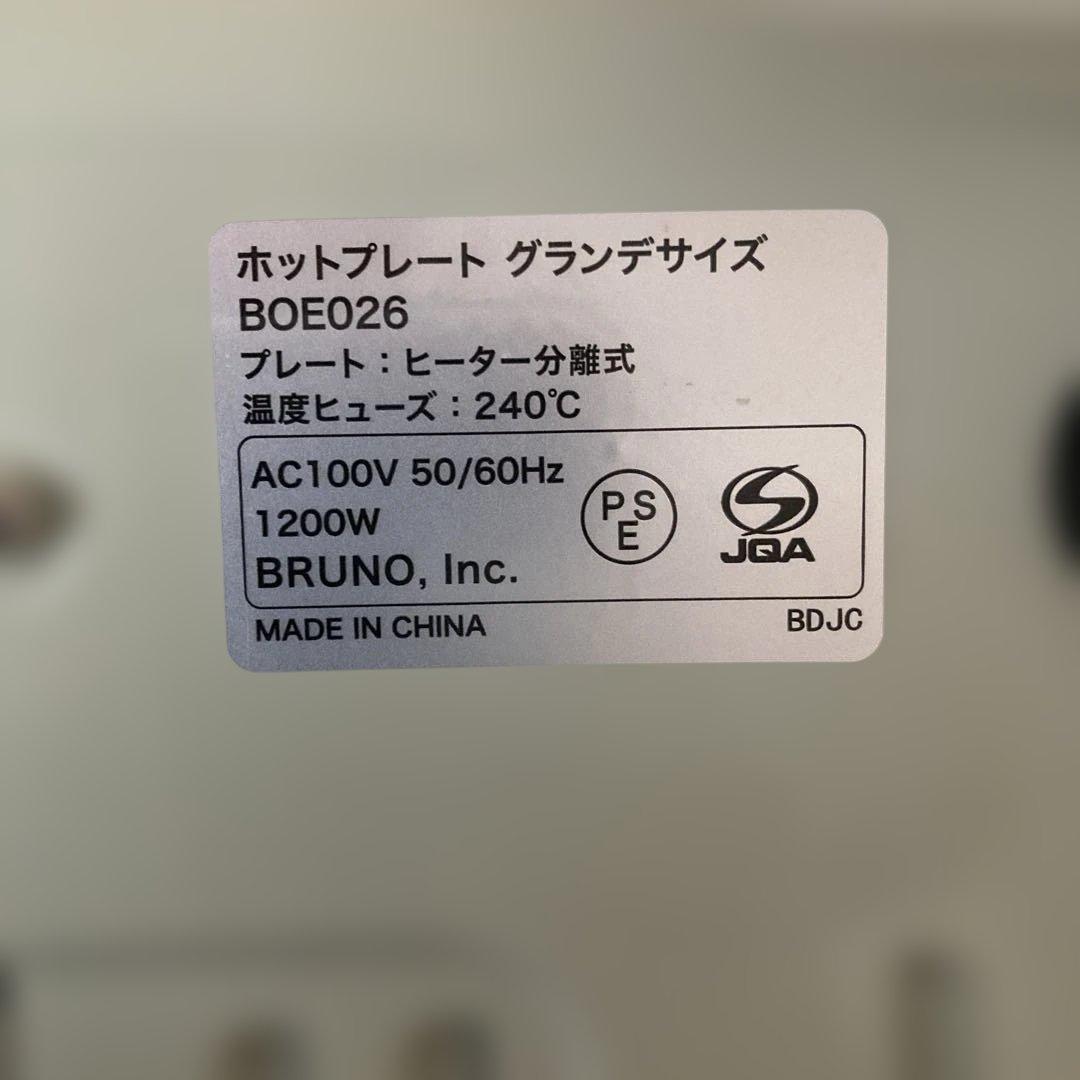 ホットプレート グランデサイズ
BOE026
プレート：ヒーター分離式
温度ヒューズ：240℃
AC100V 50/60Hz
1200W
BRUNO, Inc.
PSE
JQA
MADE IN CHINA
BDJC